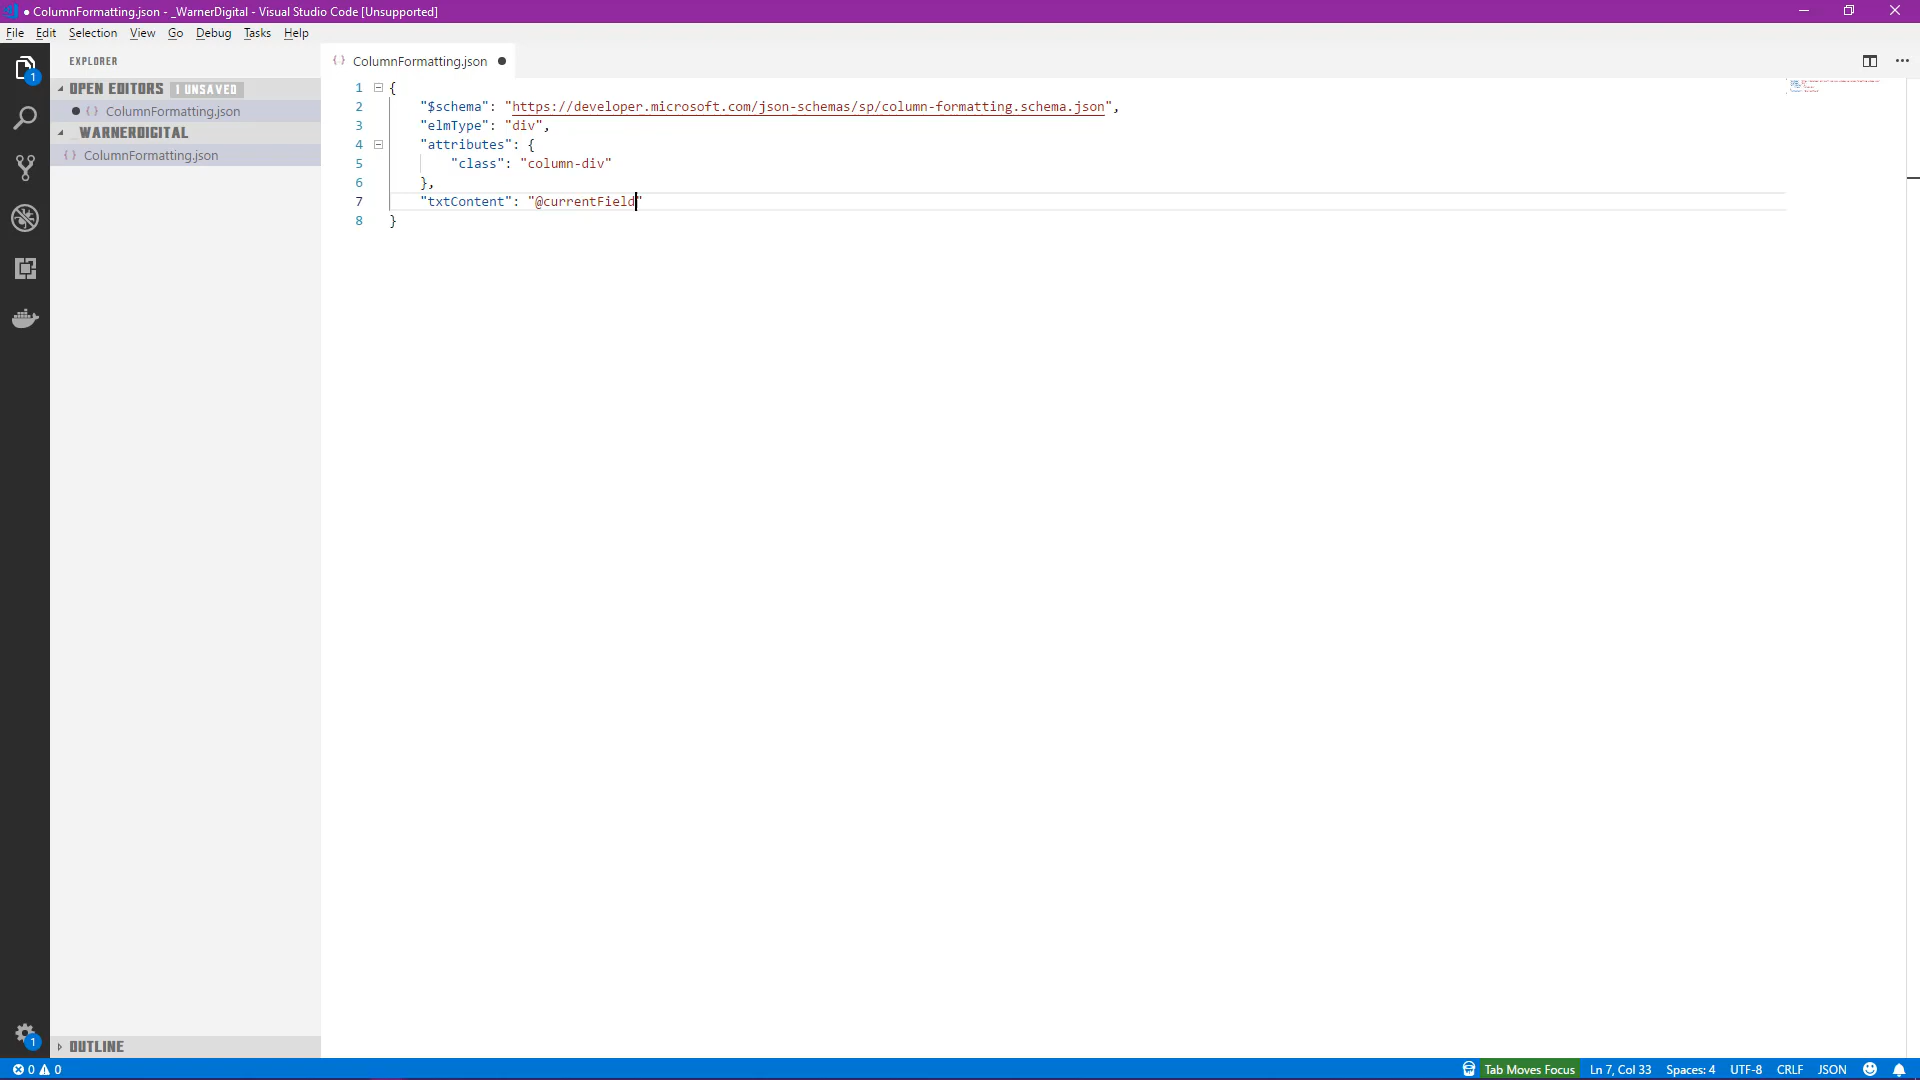 ● ColumnFormatting.json - _WarnerDigital - Visual Studio Code [Unsupported]
File Edit Selection View Go Debug Tasks Help
EXPLORER
OPEN EDITORS 1 UNSAVED
● { } ColumnFormatting.json
_WARNERDIGITAL
{ } ColumnFormatting.json
OUTLINE
{ } ColumnFormatting.json ●
1 {
2 "$schema": "https://developer.microsoft.com/json-schemas/sp/column-formatting.schema.json",
3 "elmType": "div",
4 "attributes": {
5 "class": "column-div"
6 },
7 "txtContent": "@currentField"
8 }
1
1
0 0
Tab Moves Focus Ln 7, Col 33 Spaces: 4 UTF-8 CRLF JSON